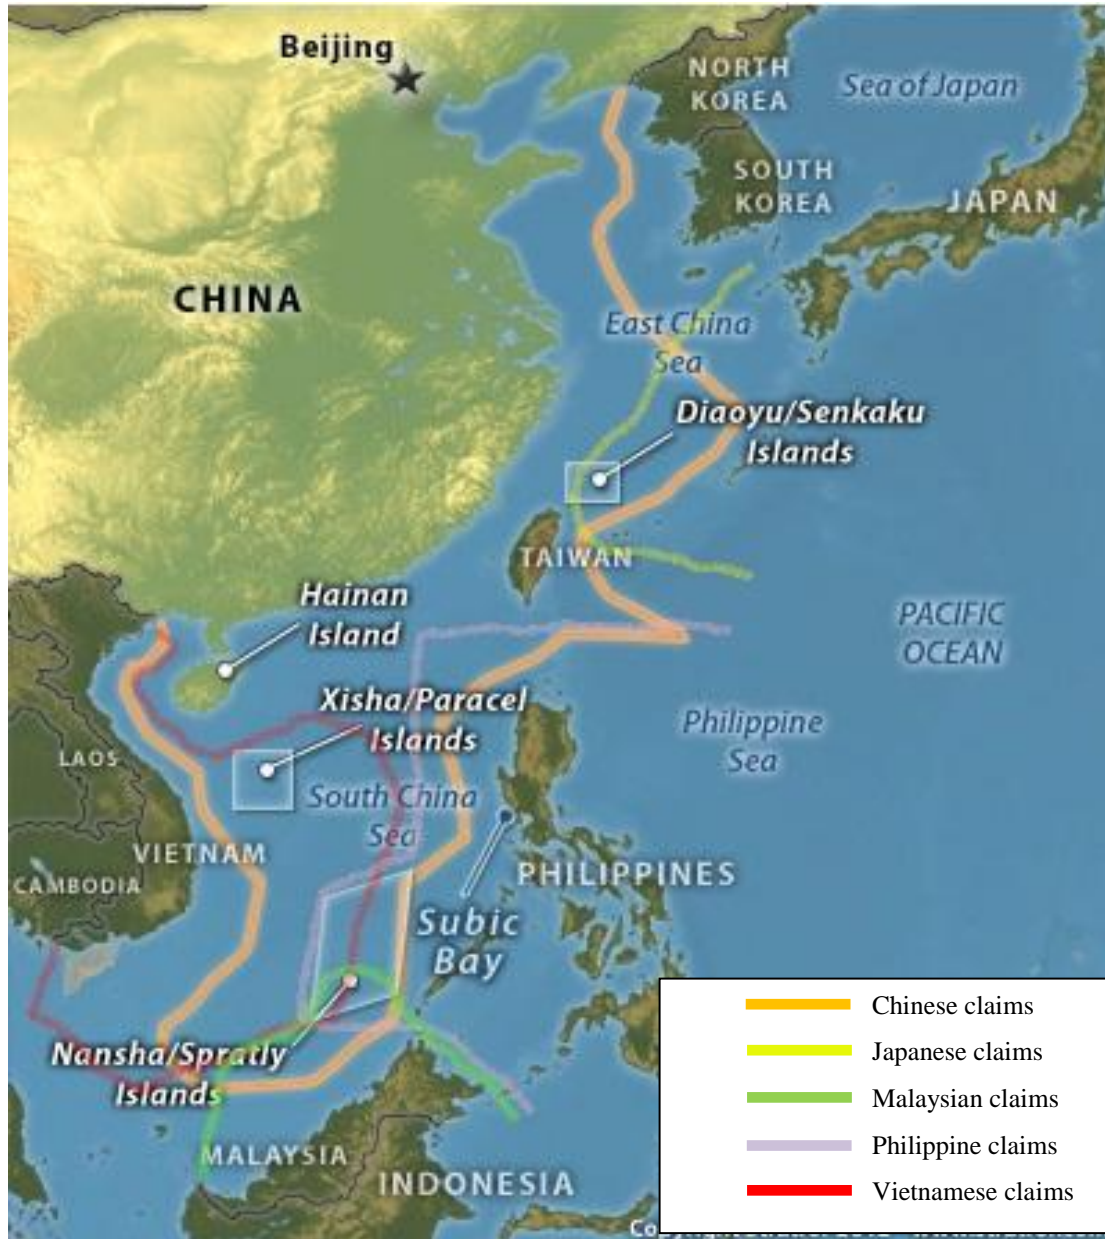 Beijing
NORTH
KOREA
Sea of Japan
SOUTH
KOREA
JAPAN
CHINA
East China
Sea
Diaoyu/Senkaku
Islands
TAIWAN
Hainan
Island
PACIFIC
OCEAN
Xisha/Paracel
Islands
Philippine
Sea
LAOS
South China
Sea
VIETNAM
CAMBODIA
PHILIPPINES
Subic
Bay
Nansha/Spratly
Islands
MALAYSIA
INDONESIA
Chinese claims
Japanese claims
Malaysian claims
Philippine claims
Vietnamese claims